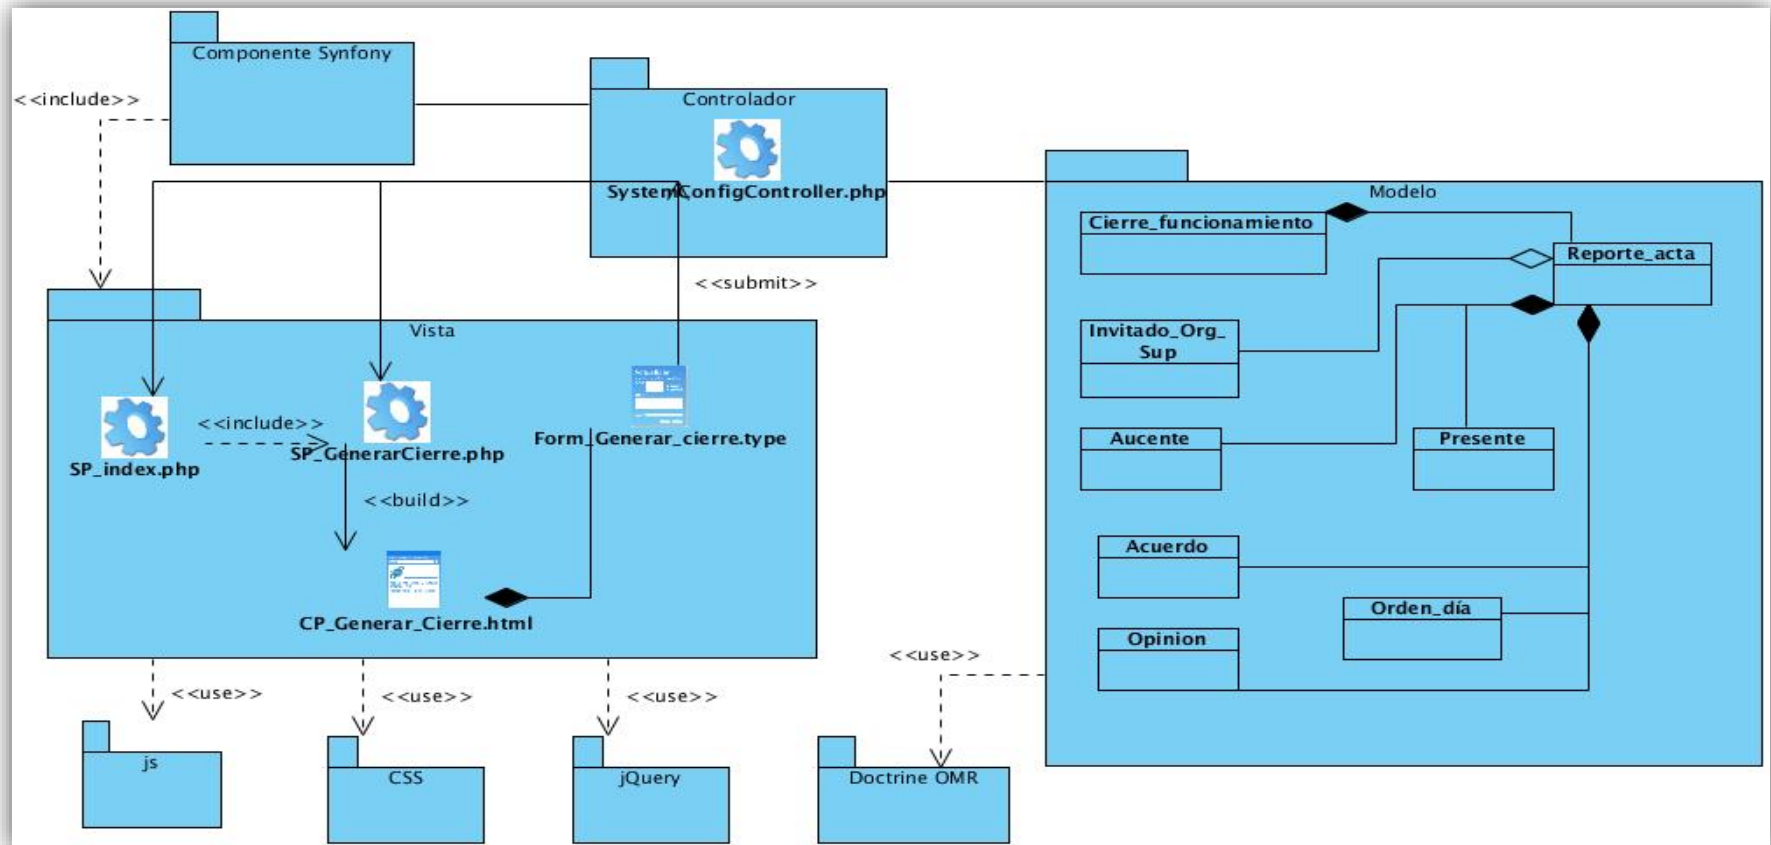 Componente Synfony
<<include>>
Controlador
SystemConfigController.php
Modelo
Cierre_funcionamiento
Reporte_acta
<<submit>>
Vista
Invitado_Org_
Sup
<<include>>
SP_index.php
SP_GenerarCierre.php
Form_Generar_cierre.type
Aucente
Presente
<<build>>
Acuerdo
CP_Generar_Cierre.html
Orden_día
Opinion
<<use>>
<<use>>
<<use>>
<<use>>
js
CSS
jQuery
Doctrine OMR